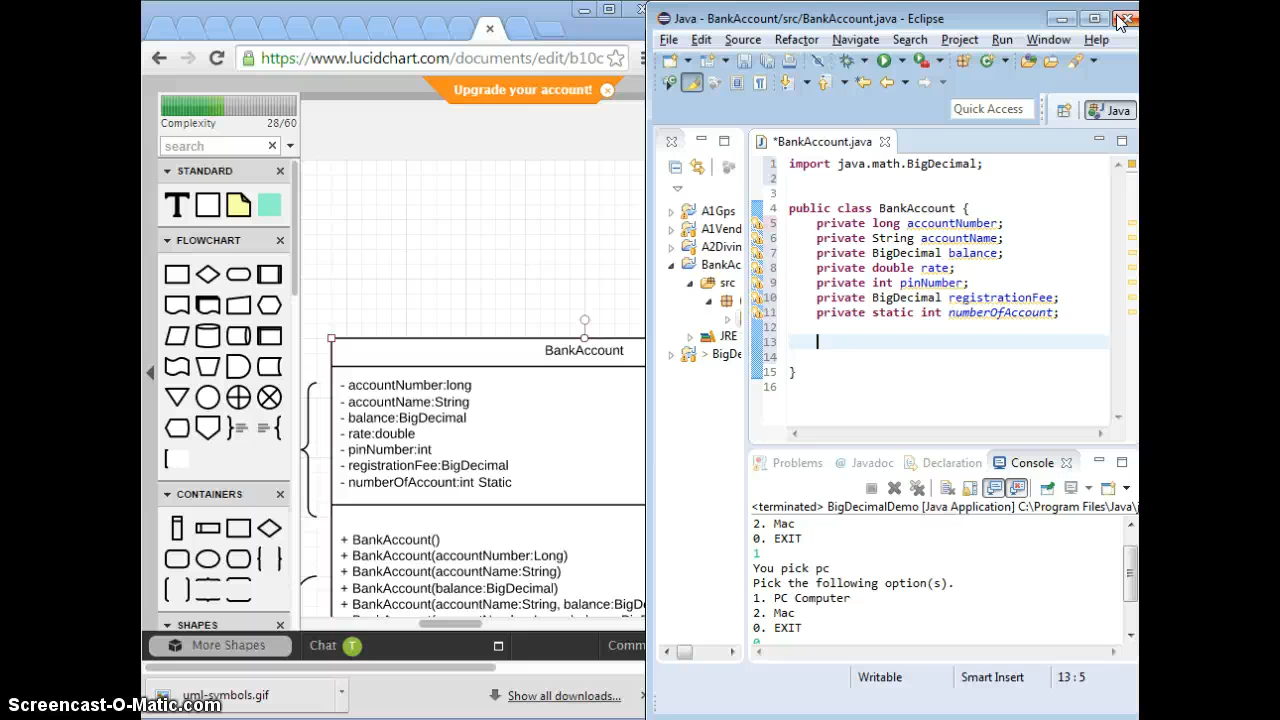 https://www.lucidchart.com/documents/edit/b10c
Upgrade your account!
Complexity
28/60
search
STANDARD
T
FLOWCHART
CONTAINERS
SHAPES
More Shapes
BankAccount
- accountNumber:long
- accountName:String
- balance:BigDecimal
- rate:double
- pinNumber:int
- registrationFee:BigDecimal
- numberOfAccount:int Static
+ BankAccount()
+ BankAccount(accountNumber:Long)
+ BankAccount(accountName:String)
+ BankAccount(balance:BigDecimal)
+ BankAccount(accountName:String, balance:BigD
Chat
T
Comm
uml-symbols.gif
Show all downloads...
Java - BankAccount/src/BankAccount.java - Eclipse
File Edit Source Refactor Navigate Search Project Run Window Help
Quick Access
Java
A1Gps
A1Vend
A2Divin
BankAc
src
JRE
> BigDe
*BankAccount.java
1 import java.math.BigDecimal;
2
3
4 public class BankAccount {
5 private long accountNumber;
6 private String accountName;
7 private BigDecimal balance;
8 private double rate;
9 private int pinNumber;
10 private BigDecimal registrationFee;
11 private static int numberOfAccount;
12
13
14
15 }
16
Problems @ Javadoc Declaration Console
<terminated> BigDecimalDemo [Java Application] C:\Program Files\Java\j
2. Mac
0. EXIT
1
You pick pc
Pick the following option(s).
1. PC Computer
2. Mac
0. EXIT
0
Writable Smart Insert 13 : 5
Screencast-O-Matic.com